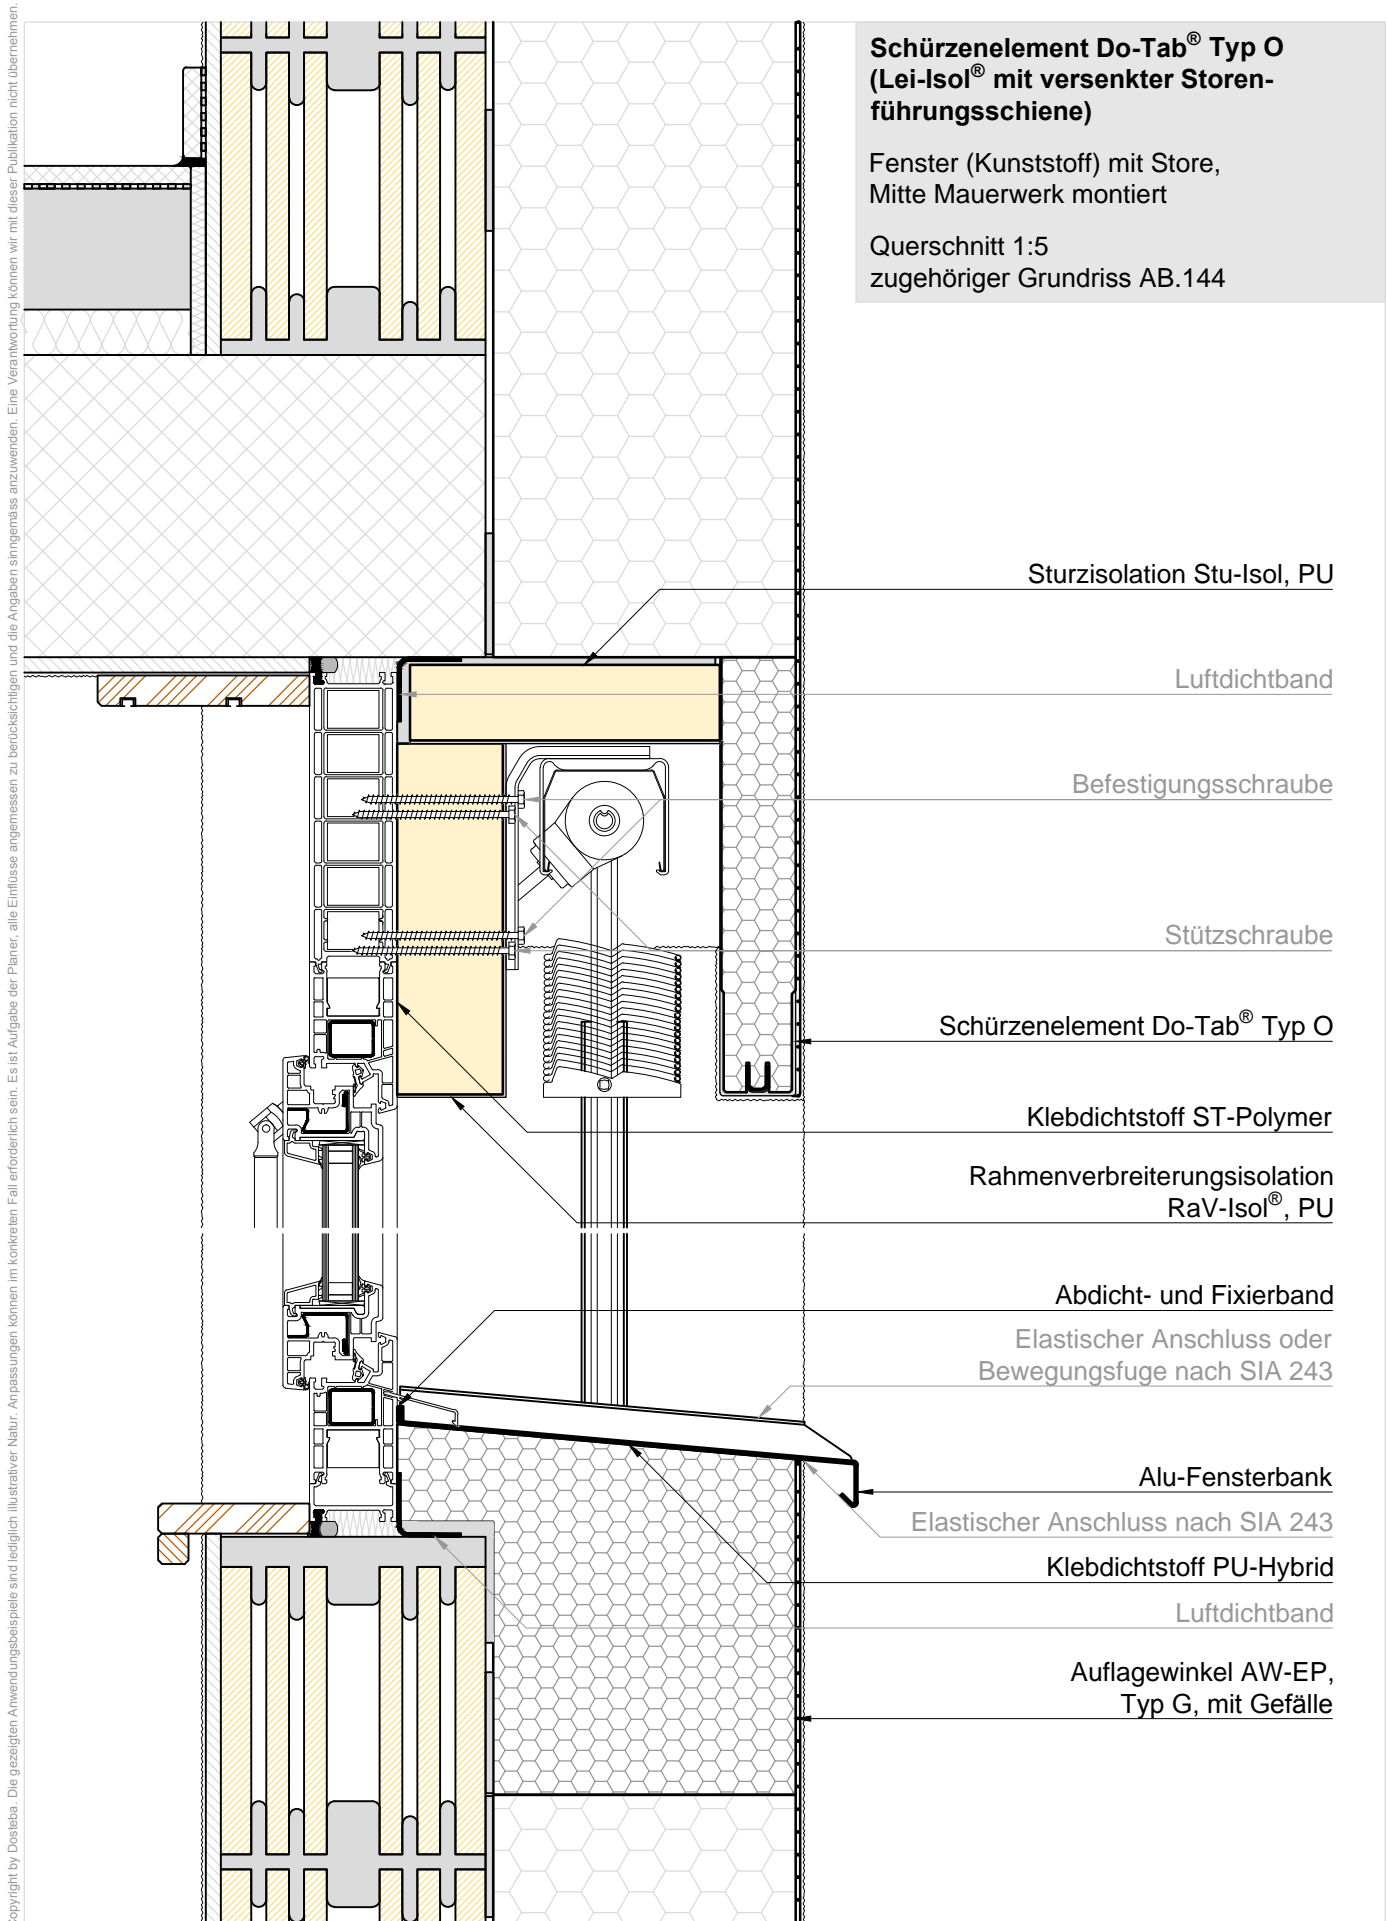 Schürzenelement Do-Tab® Typ O
(Lei-Isol® mit versenkter Storen-
führungsschiene)
Fenster (Kunststoff) mit Store,
Mitte Mauerwerk montiert
Querschnitt 1:5
zugehöriger Grundriss AB.144
Sturzisolation Stu-Isol, PU
Luftdichtband
Befestigungsschraube
Stützschraube
Schürzenelement Do-Tab® Typ O
Klebdichtstoff ST-Polymer
Rahmenverbreiterungsisolation
RaV-Isol®, PU
Abdicht- und Fixierband
Elastischer Anschluss oder
Bewegungsfuge nach SIA 243
Alu-Fensterbank
Elastischer Anschluss nach SIA 243
Klebdichtstoff PU-Hybrid
Luftdichtband
Auflagewinkel AW-EP,
Typ G, mit Gefälle
Copyright by Dosteba. Die gezeigten Anwendungsbeispiele sind lediglich illustrativer Natur. Anpassungen können im konkreten Fall erforderlich sein. Es ist Aufgabe der Planer, alle Einflüsse angemessen zu berücksichtigen und die Angaben sinngemäss anzuwenden. Eine Verantwortung können wir mit dieser Publikation nicht übernehmen.